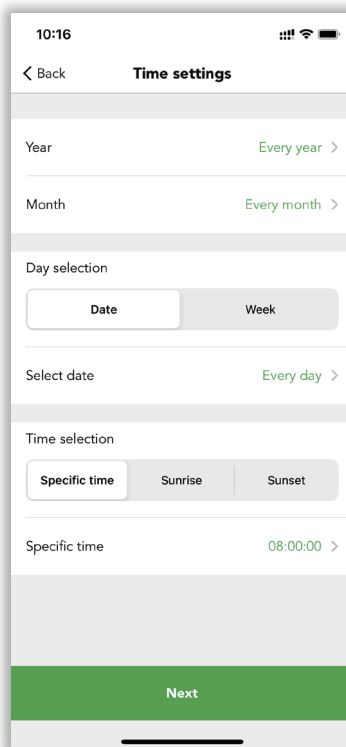 10:16
Back Time settings
Year Every year
Month Every month
Day selection
Date Week
Select date Every day
Time selection
Specific time Sunrise Sunset
Specific time 08:00:00
Next